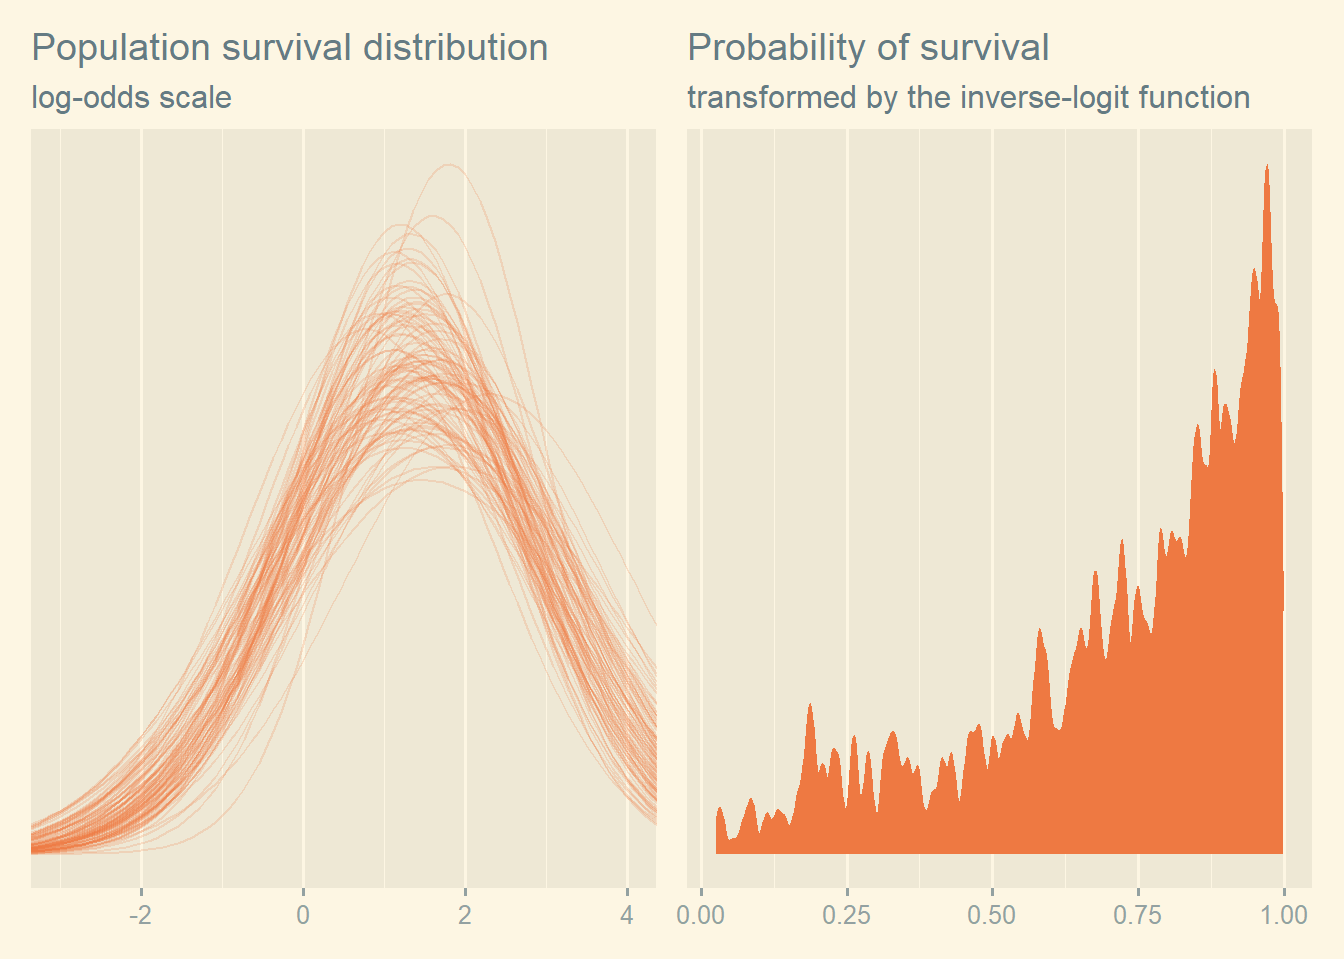 Population survival distribution
log-odds scale
-2 0 2 4
Probability of survival
transformed by the inverse-logit function
0.00 0.25 0.50 0.75 1.00